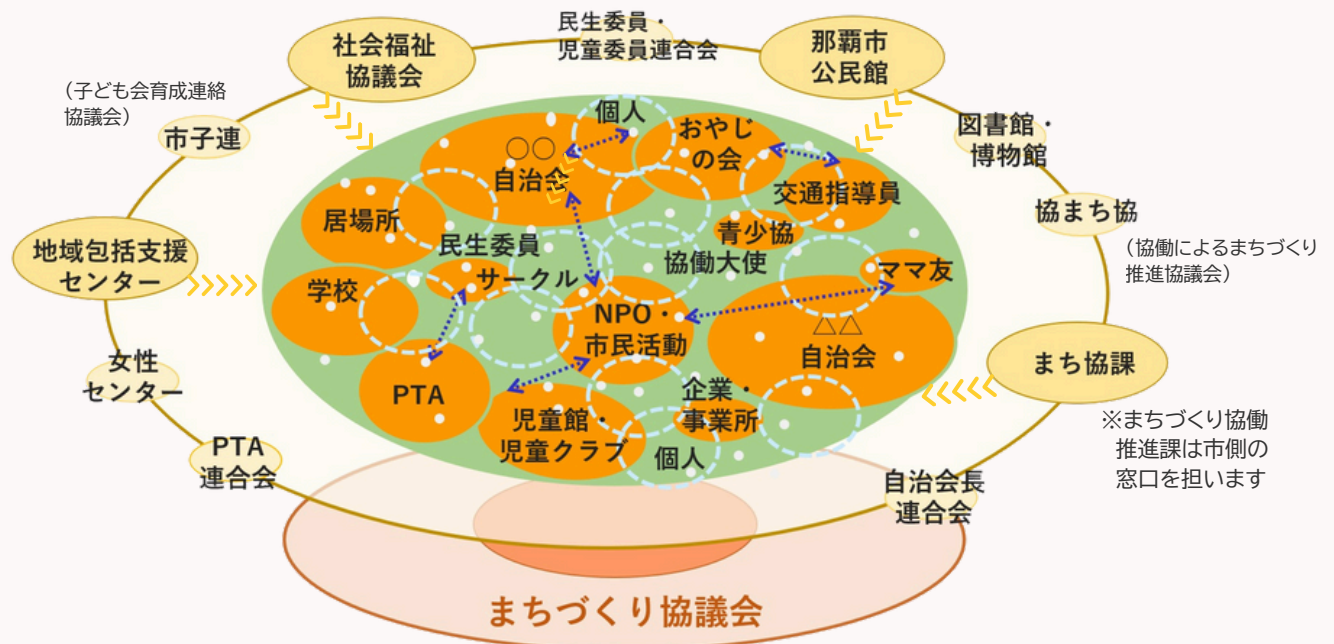 民生委員・
児童委員連合会
社会福祉
協議会
那覇市
公民館
（子ども会育成連絡
協議会）
市子連
図書館・
博物館
協まち協
（協働によるまちづくり
推進協議会）
地域包括支援
センター
まち協課
※まちづくり協働
推進課は市側の
窓口を担います
女性
センター
PTA
連合会
自治会長
連合会
個人
○○
自治会
おやじ
の会
交通指導員
居場所
民生委員
サークル
青少協
協働大使
ママ友
学校
NPO・
市民活動
△△
自治会
PTA
児童館・
児童クラブ
企業・
事業所
個人
まちづくり協議会